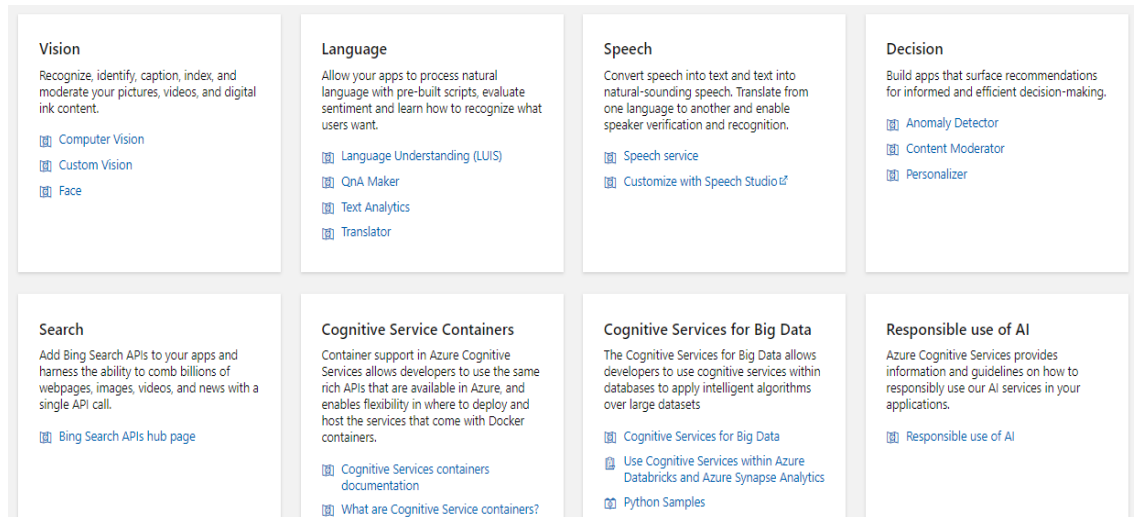 Vision
Recognize, identify, caption, index, and
moderate your pictures, videos, and digital
ink content.
Computer Vision
Custom Vision
Face
Language
Allow your apps to process natural
language with pre-built scripts, evaluate
sentiment and learn how to recognize what
users want.
Language Understanding (LUIS)
QnA Maker
Text Analytics
Translator
Speech
Convert speech into text and text into
natural-sounding speech. Translate from
one language to another and enable
speaker verification and recognition.
Speech service
Customize with Speech Studio
Decision
Build apps that surface recommendations
for informed and efficient decision-making.
Anomaly Detector
Content Moderator
Personalizer
Search
Add Bing Search APIs to your apps and
harness the ability to comb billions of
webpages, images, videos, and news with a
single API call.
Bing Search APIs hub page
Cognitive Service Containers
Container support in Azure Cognitive
Services allows developers to use the same
rich APIs that are available in Azure, and
enables flexibility in where to deploy and
host the services that come with Docker
containers.
Cognitive Services containers
documentation
What are Cognitive Service containers?
Cognitive Services for Big Data
The Cognitive Services for Big Data allows
developers to use cognitive services within
databases to apply intelligent algorithms
over large datasets
Cognitive Services for Big Data
Use Cognitive Services within Azure
Databricks and Azure Synapse Analytics
Python Samples
Responsible use of AI
Azure Cognitive Services provides
information and guidelines on how to
responsibly use our AI services in your
applications.
Responsible use of AI